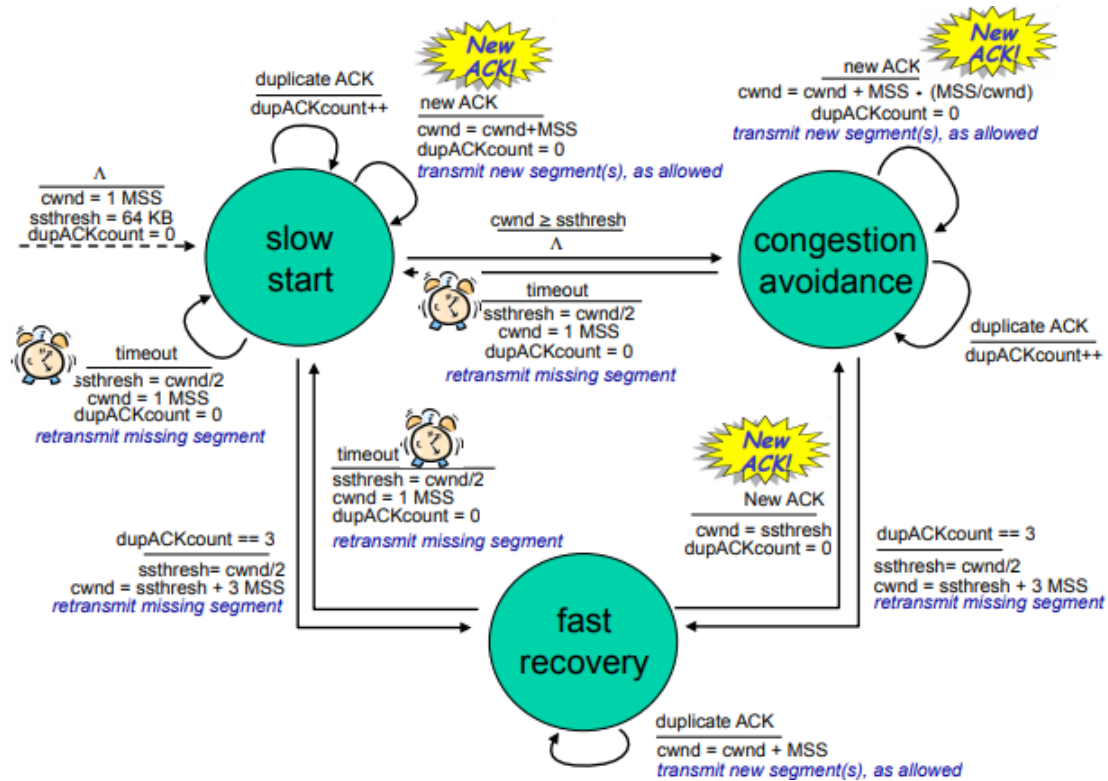 New
ACK!
duplicate ACK
dupACKcount++
new ACK
cwnd = cwnd+MSS
dupACKcount = 0
transmit new segment(s), as allowed
New
ACK!
new ACK
cwnd = cwnd + MSS • (MSS/cwnd)
dupACKcount = 0
transmit new segment(s), as allowed
Λ
cwnd = 1 MSS
ssthresh = 64 KB
dupACKcount = 0
slow
start
cwnd ≥ ssthresh
Λ
congestion
avoidance
timeout
ssthresh = cwnd/2
cwnd = 1 MSS
dupACKcount = 0
retransmit missing segment
duplicate ACK
dupACKcount++
timeout
ssthresh = cwnd/2
cwnd = 1 MSS
dupACKcount = 0
retransmit missing segment
timeout
ssthresh = cwnd/2
cwnd = 1 MSS
dupACKcount = 0
retransmit missing segment
New
ACK!
New ACK
cwnd = ssthresh
dupACKcount = 0
dupACKcount == 3
ssthresh= cwnd/2
cwnd = ssthresh + 3 MSS
retransmit missing segment
dupACKcount == 3
ssthresh= cwnd/2
cwnd = ssthresh + 3 MSS
retransmit missing segment
fast
recovery
duplicate ACK
cwnd = cwnd + MSS
transmit new segment(s), as allowed